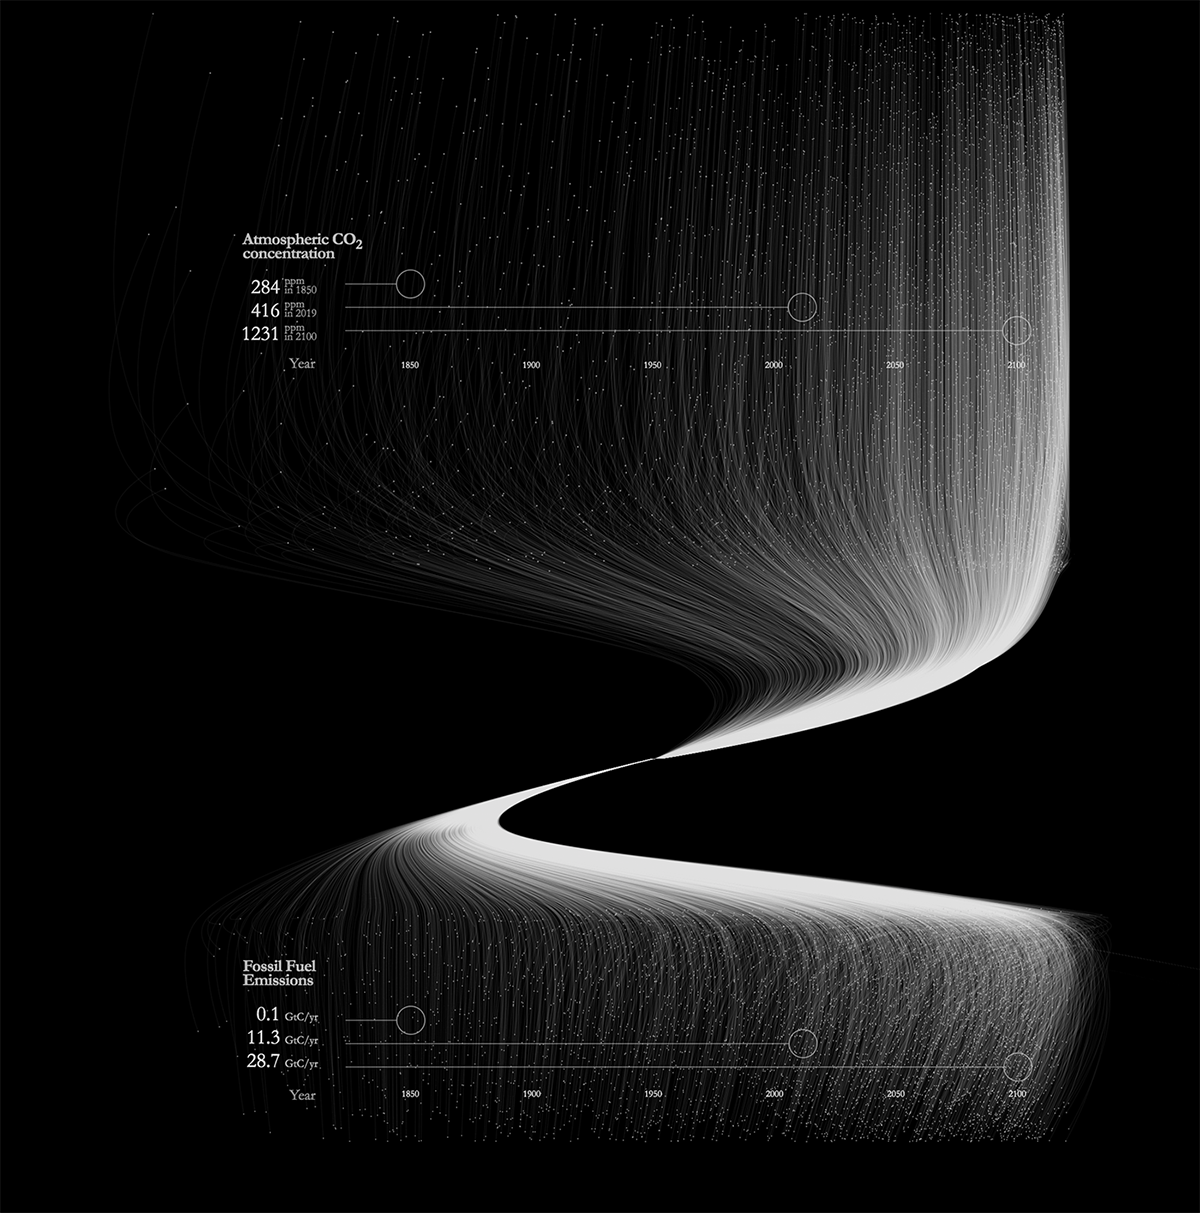 Atmospheric CO2
concentration
284 ppm in 1850
416 ppm in 2019
1231 ppm in 2100
Year 1850 1900 1950 2000 2050 2100
Fossil Fuel
Emissions
0.1 GtC/yr
11.3 GtC/yr
28.7 GtC/yr
Year 1850 1900 1950 2000 2050 2100